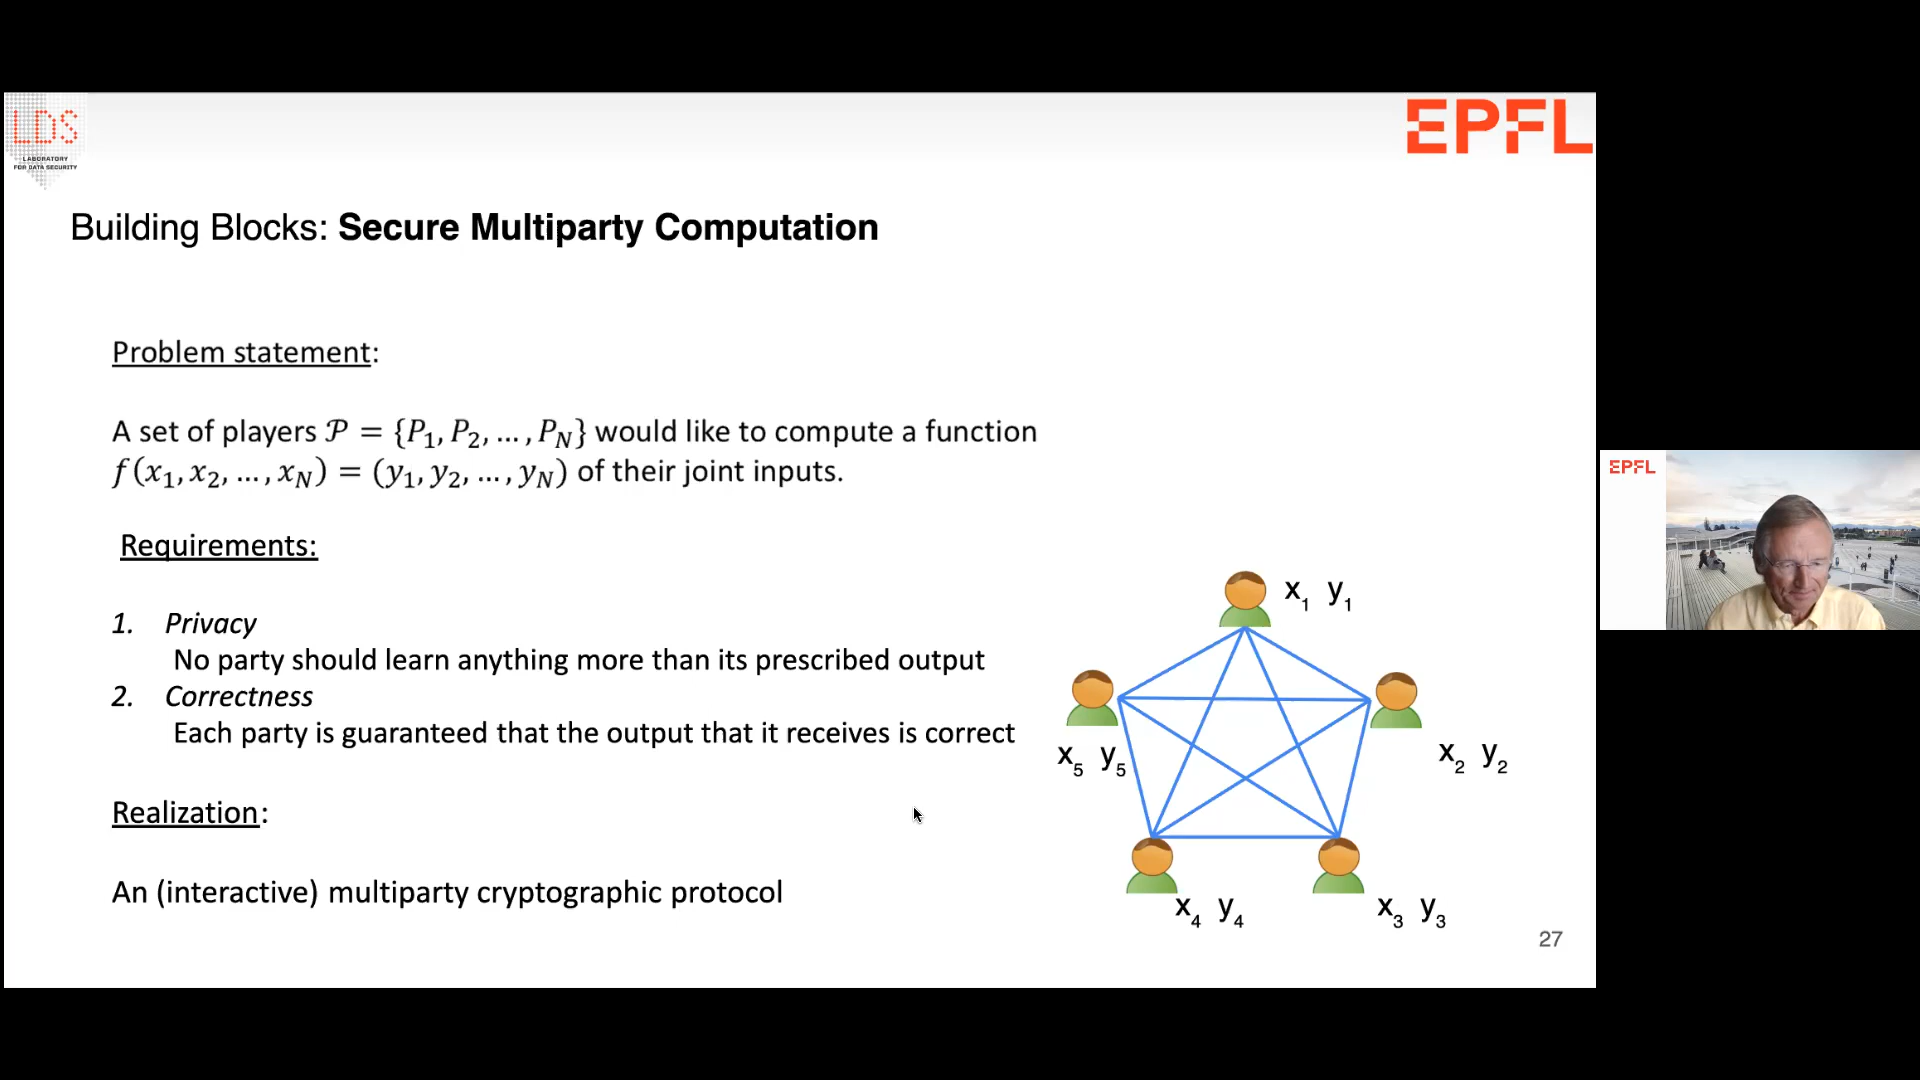 LDS
LABORATORY
FOR DATA SECURITY
EPFL
Building Blocks: Secure Multiparty Computation
Problem statement:
A set of players 𝒫 = {P₁, P₂, … , P_N} would like to compute a function
f(x₁, x₂, … , x_N) = (y₁, y₂, … , y_N) of their joint inputs.
Requirements:
1. Privacy
No party should learn anything more than its prescribed output
2. Correctness
Each party is guaranteed that the output that it receives is correct
Realization:
An (interactive) multiparty cryptographic protocol
x₁ y₁
x₅ y₅
x₂ y₂
x₄ y₄
x₃ y₃
27
EPFL